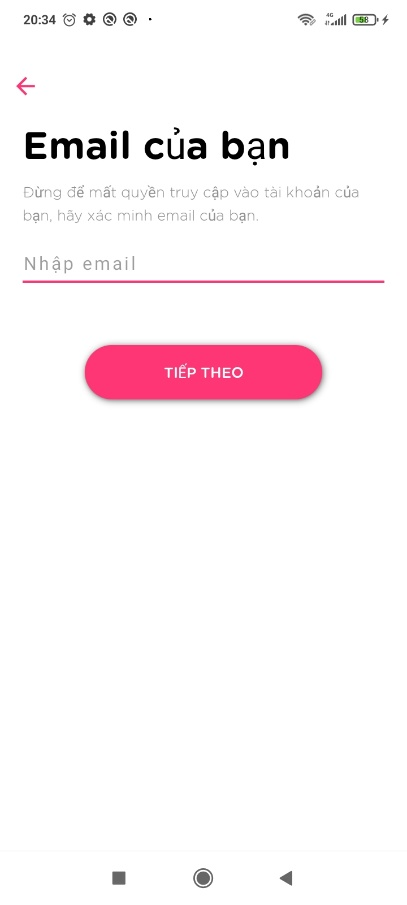 20:34
4G
58
Email của bạn
Đừng để mất quyền truy cập vào tài khoản của
bạn, hãy xác minh email của bạn.
Nhập email
TIẾP THEO